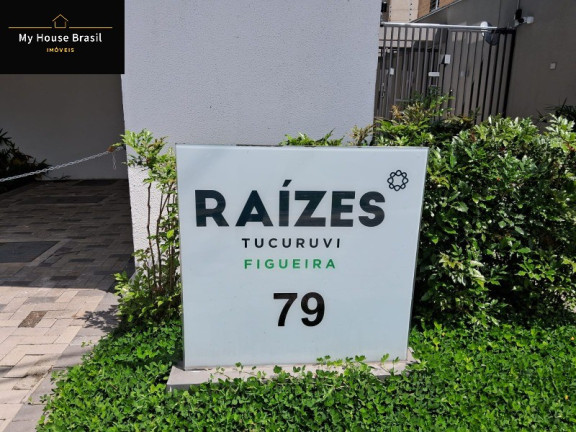 My House Brasil
IMÓVEIS
RAÍZES
TUCURUVI
FIGUEIRA
79